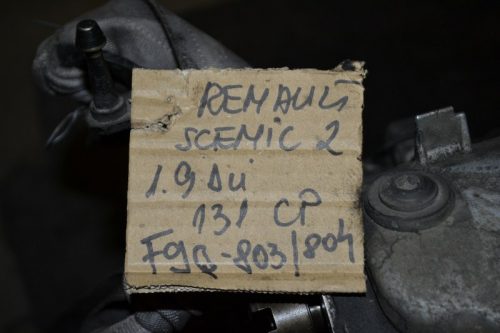 RENAULT
SCENIC 2
1.9 Dci
131 CP
F9Q-803/804